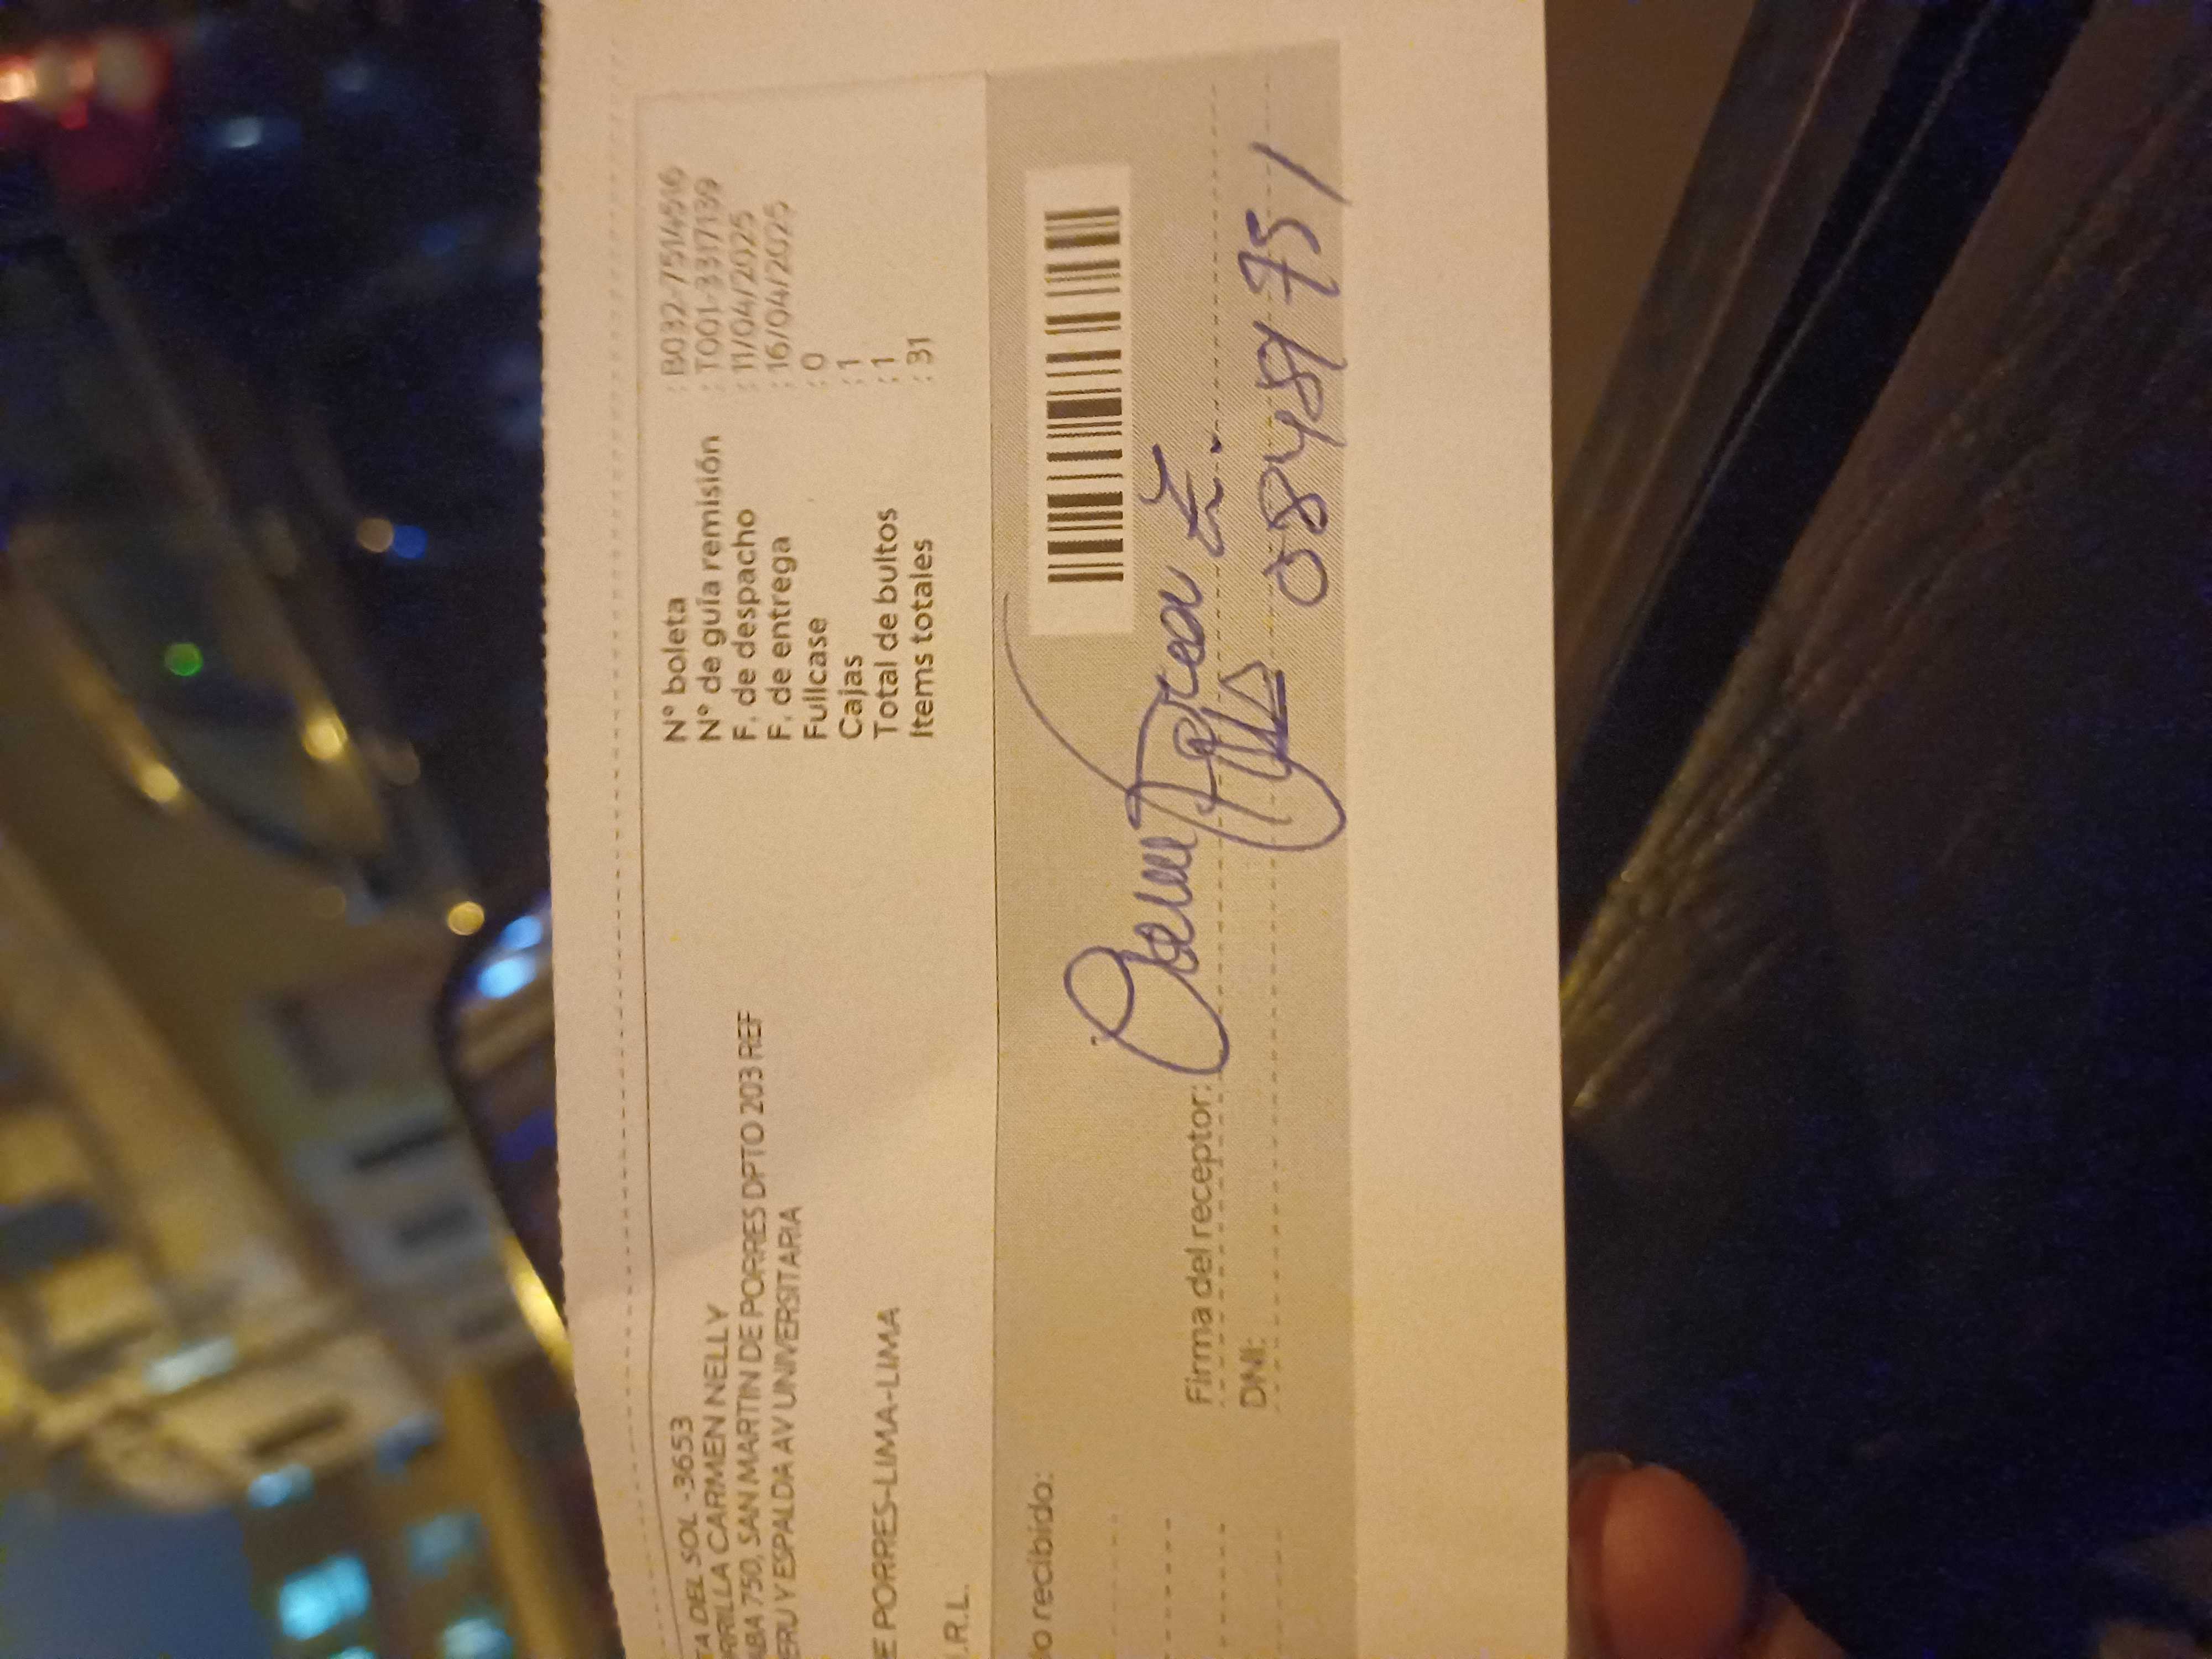 TA DEL SOL -3653
RRILLA CARMEN NELLY
ABA 750, SAN MARTIN DE PORRES DPTO 203 REF
ERU Y ESPALDA AV UNIVERSITARIA
E PORRES-LIMA-LIMA
.R.L.
N° boleta : B032-7514516
N° de guía remisión : T001-3317139
F. de despacho : 11/04/2025
F. de entrega : 16/04/2025
Fullcase : 0
Cajas : 1
Total de bultos : 1
Items totales : 31
o recibido:
Firma del receptor:
DNI: